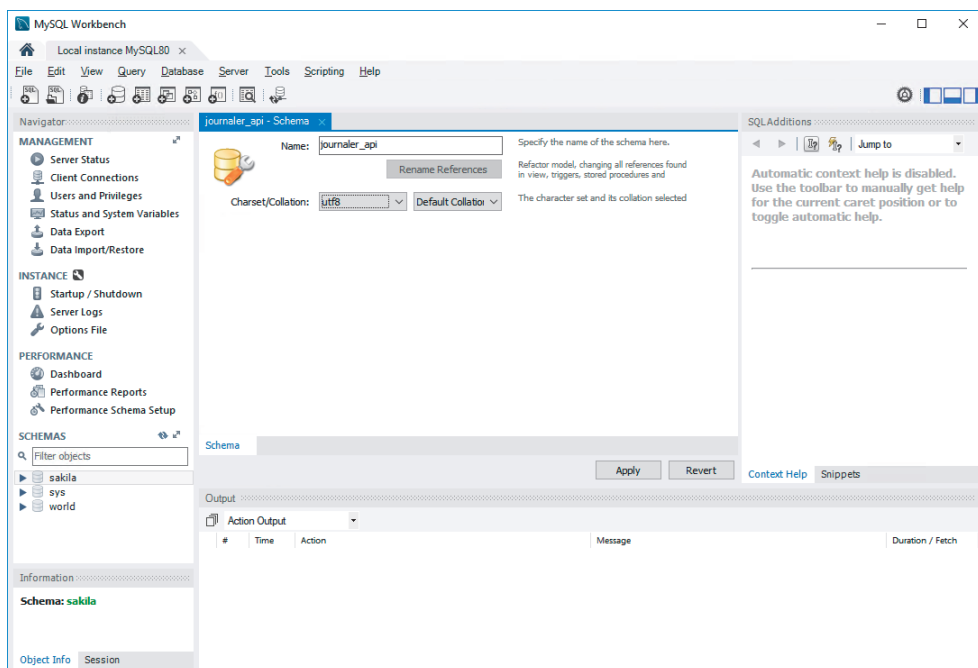 MySQL Workbench
Local instance MySQL80
File Edit View Query Database Server Tools Scripting Help
Navigator
MANAGEMENT
Server Status
Client Connections
Users and Privileges
Status and System Variables
Data Export
Data Import/Restore
INSTANCE
Startup / Shutdown
Server Logs
Options File
PERFORMANCE
Dashboard
Performance Reports
Performance Schema Setup
SCHEMAS
Filter objects
sakila
sys
world
Information
Schema: sakila
Object Info Session
journaler_api - Schema
Name: journaler_api
Specify the name of the schema here.
Rename References
Refactor model, changing all references found
in view, triggers, stored procedures and
Charset/Collation: utf8 Default Collation
The character set and its collation selected
Schema
Apply Revert
SQLAdditions
Jump to
Automatic context help is disabled.
Use the toolbar to manually get help
for the current caret position or to
toggle automatic help.
Context Help Snippets
Output
Action Output
# Time Action Message Duration / Fetch